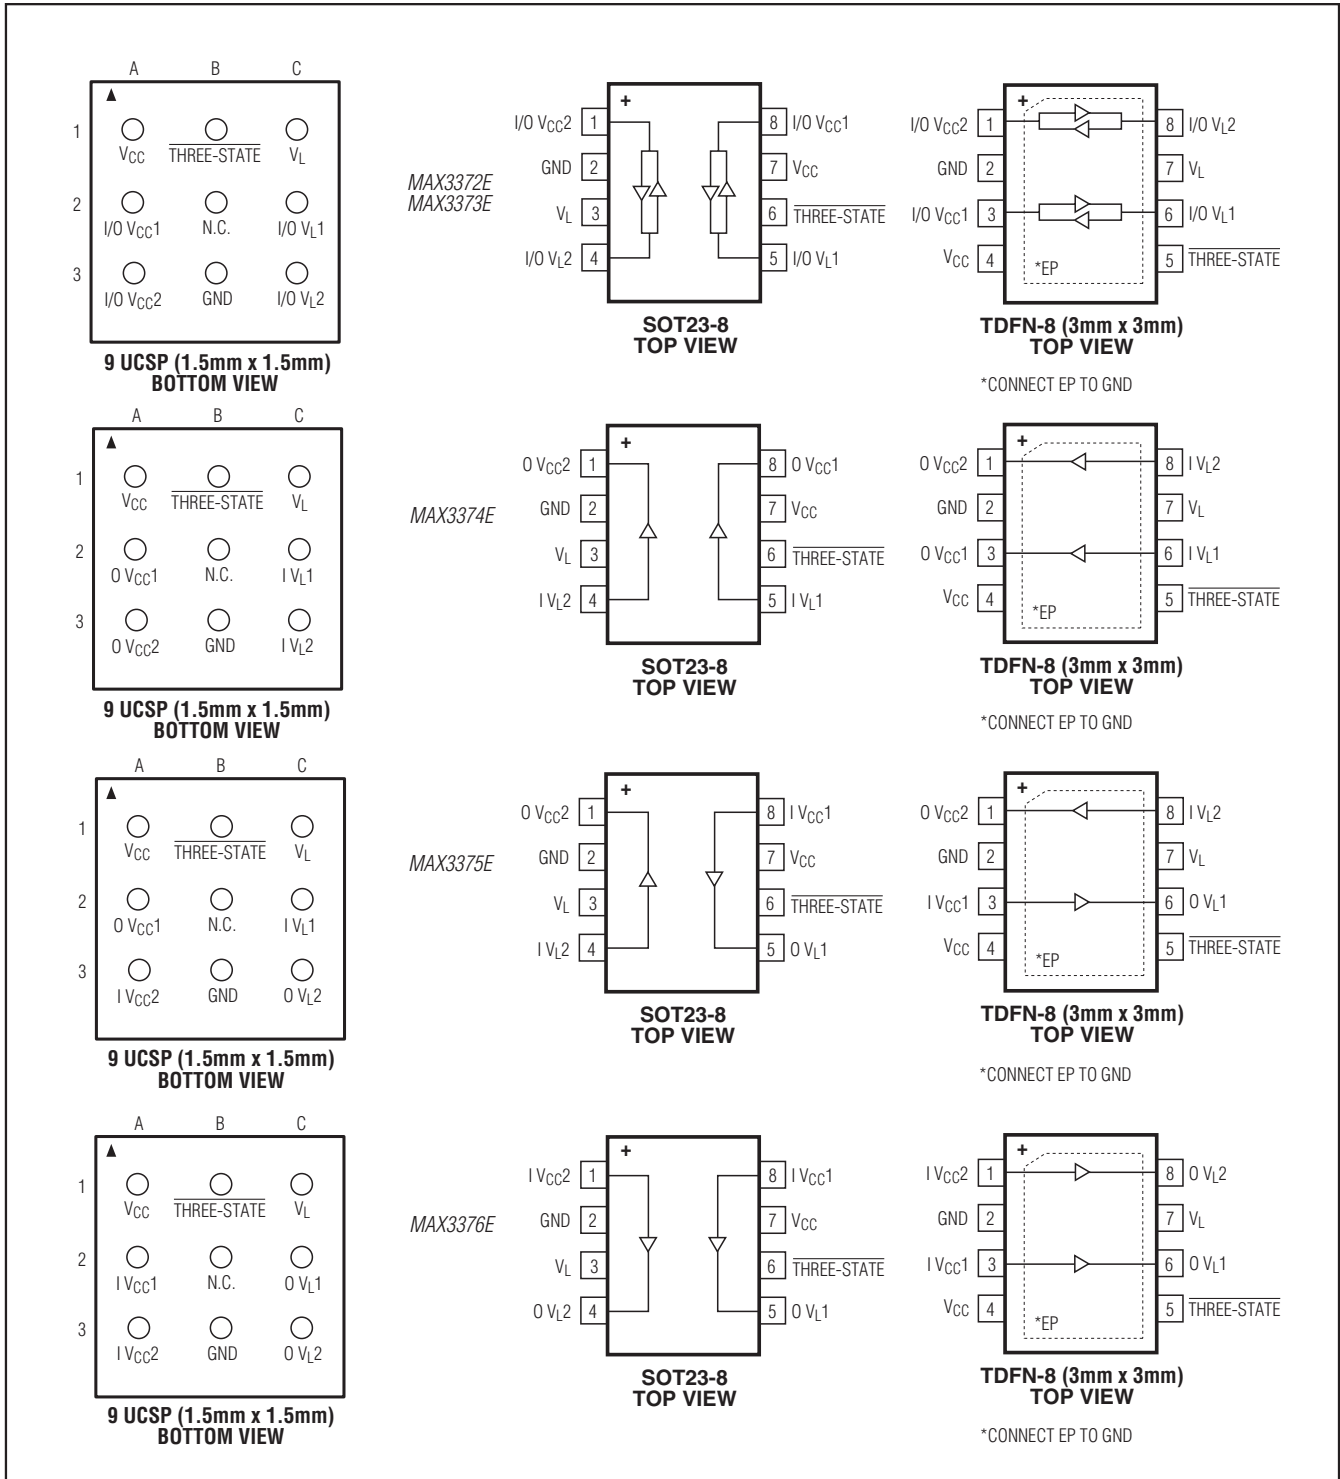 A B C
1
VCC THREE-STATE VL
2
I/O VCC1 N.C. I/O VL1
3
I/O VCC2 GND I/O VL2
9 UCSP (1.5mm x 1.5mm)
BOTTOM VIEW
MAX3372E
MAX3373E
+
I/O VCC2 1 8 I/O VCC1
GND 2 7 VCC
VL 3 6 THREE-STATE
I/O VL2 4 5 I/O VL1
SOT23-8
TOP VIEW
+
I/O VCC2 1 8 I/O VL2
GND 2 7 VL
I/O VCC1 3 6 I/O VL1
VCC 4 5 THREE-STATE
*EP
TDFN-8 (3mm x 3mm)
TOP VIEW
*CONNECT EP TO GND
A B C
1
VCC THREE-STATE VL
2
O VCC1 N.C. I VL1
3
O VCC2 GND I VL2
9 UCSP (1.5mm x 1.5mm)
BOTTOM VIEW
MAX3374E
+
O VCC2 1 8 O VCC1
GND 2 7 VCC
VL 3 6 THREE-STATE
I VL2 4 5 I VL1
SOT23-8
TOP VIEW
+
O VCC2 1 8 I VL2
GND 2 7 VL
O VCC1 3 6 I VL1
VCC 4 5 THREE-STATE
*EP
TDFN-8 (3mm x 3mm)
TOP VIEW
*CONNECT EP TO GND
A B C
1
VCC THREE-STATE VL
2
O VCC1 N.C. I VL1
3
I VCC2 GND O VL2
9 UCSP (1.5mm x 1.5mm)
BOTTOM VIEW
MAX3375E
+
O VCC2 1 8 I VCC1
GND 2 7 VCC
VL 3 6 THREE-STATE
I VL2 4 5 O VL1
SOT23-8
TOP VIEW
+
O VCC2 1 8 I VL2
GND 2 7 VL
I VCC1 3 6 O VL1
VCC 4 5 THREE-STATE
*EP
TDFN-8 (3mm x 3mm)
TOP VIEW
*CONNECT EP TO GND
A B C
1
VCC THREE-STATE VL
2
I VCC1 N.C. O VL1
3
I VCC2 GND O VL2
9 UCSP (1.5mm x 1.5mm)
BOTTOM VIEW
MAX3376E
+
I VCC2 1 8 I VCC1
GND 2 7 VCC
VL 3 6 THREE-STATE
O VL2 4 5 O VL1
SOT23-8
TOP VIEW
+
I VCC2 1 8 O VL2
GND 2 7 VL
I VCC1 3 6 O VL1
VCC 4 5 THREE-STATE
*EP
TDFN-8 (3mm x 3mm)
TOP VIEW
*CONNECT EP TO GND